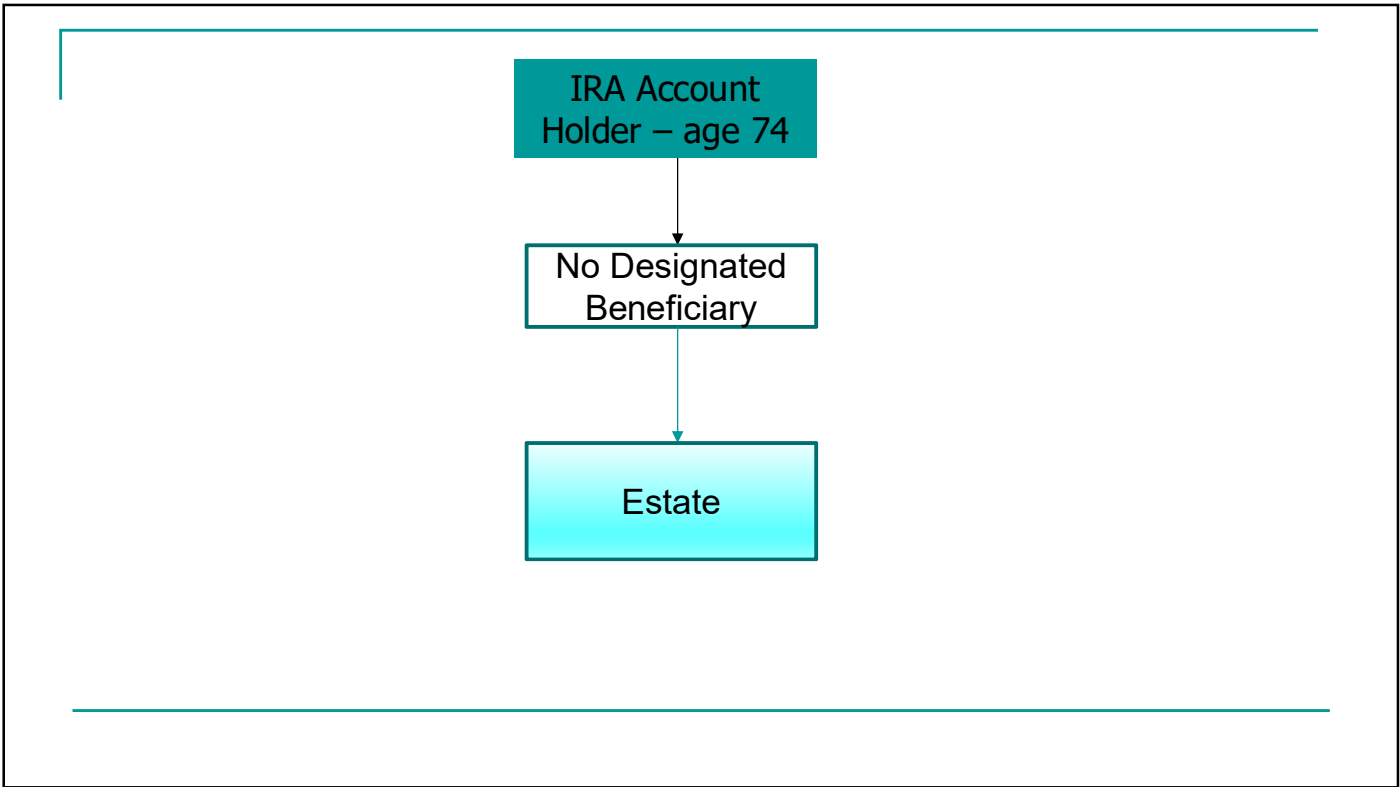 IRA Account
Holder – age 74
No Designated
Beneficiary
Estate